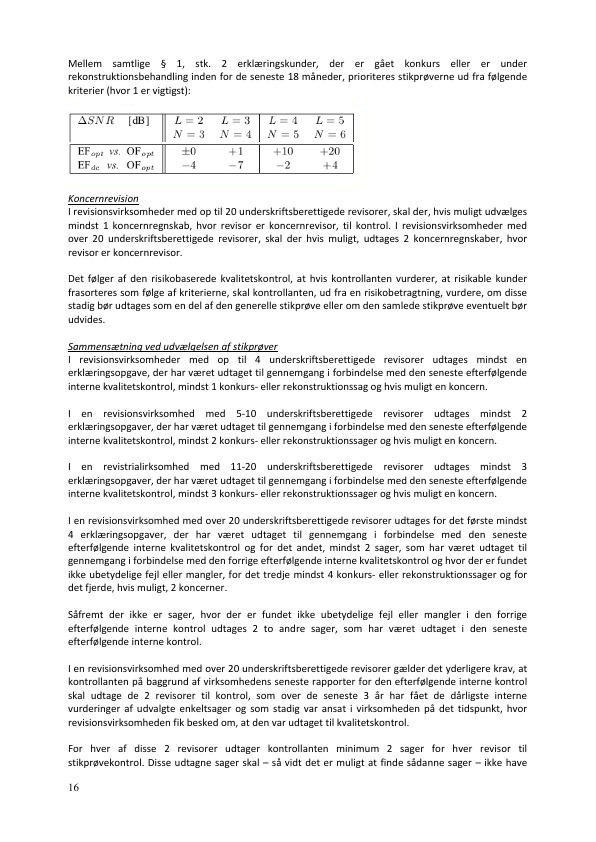 Mellem samtlige § 1, stk. 2 erklæringskunder, der er gået konkurs eller er under
rekonstruktionsbehandling inden for de seneste 18 måneder, prioriteres stikprøverne ud fra følgende
kriterier (hvor 1 er vigtigst):
ΔSNR [dB] L = 2 L = 3 L = 4 L = 5
N = 3 N = 4 N = 5 N = 6
EFopt vs. OFopt ±0 +1 +10 +20
EFdc vs. OFopt −4 −7 −2 +4
Koncernrevision
I revisionsvirksomheder med op til 20 underskriftsberettigede revisorer, skal der, hvis muligt udvælges
mindst 1 koncernregnskab, hvor revisor er koncernrevisor, til kontrol. I revisionsvirksomheder med
over 20 underskriftsberettigede revisorer, skal der hvis muligt, udtages 2 koncernregnskaber, hvor
revisor er koncernrevisor.
Det følger af den risikobaserede kvalitetskontrol, at hvis kontrollanten vurderer, at risikable kunder
frasorteres som følge af kriterierne, skal kontrollanten, ud fra en risikobetragtning, vurdere, om disse
stadig bør udtages som en del af den generelle stikprøve eller om den samlede stikprøve eventuelt bør
udvides.
Sammensætning ved udvælgelsen af stikprøver
I revisionsvirksomheder med op til 4 underskriftsberettigede revisorer udtages mindst en
erklæringsopgave, der har været udtaget til gennemgang i forbindelse med den seneste efterfølgende
interne kvalitetskontrol, mindst 1 konkurs- eller rekonstruktionssag og hvis muligt en koncern.
I en revisionsvirksomhed med 5-10 underskriftsberettigede revisorer udtages mindst 2
erklæringsopgaver, der har været udtaget til gennemgang i forbindelse med den seneste efterfølgende
interne kvalitetskontrol, mindst 2 konkurs- eller rekonstruktionssager og hvis muligt en koncern.
I en revistrialirksomhed med 11-20 underskriftsberettigede revisorer udtages mindst 3
erklæringsopgaver, der har været udtaget til gennemgang i forbindelse med den seneste efterfølgende
interne kvalitetskontrol, mindst 3 konkurs- eller rekonstruktionssager og hvis muligt en koncern.
I en revisionsvirksomhed med over 20 underskriftsberettigede revisorer udtages for det første mindst
4 erklæringsopgaver, der har været udtaget til gennemgang i forbindelse med den seneste
efterfølgende interne kvalitetskontrol og for det andet, mindst 2 sager, som har været udtaget til
gennemgang i forbindelse med den forrige efterfølgende interne kvalitetskontrol og hvor der er fundet
ikke ubetydelige fejl eller mangler, for det tredje mindst 4 konkurs- eller rekonstruktionssager og for
det fjerde, hvis muligt, 2 koncerner.
Såfremt der ikke er sager, hvor der er fundet ikke ubetydelige fejl eller mangler i den forrige
efterfølgende interne kontrol udtages 2 to andre sager, som har været udtaget i den seneste
efterfølgende interne kontrol.
I en revisionsvirksomhed med over 20 underskriftsberettigede revisorer gælder det yderligere krav, at
kontrollanten på baggrund af virksomhedens seneste rapporter for den efterfølgende interne kontrol
skal udtage de 2 revisorer til kontrol, som over de seneste 3 år har fået de dårligste interne
vurderinger af udvalgte enkeltsager og som stadig var ansat i virksomheden på det tidspunkt, hvor
revisionsvirksomheden fik besked om, at den var udtaget til kvalitetskontrol.
For hver af disse 2 revisorer udtager kontrollanten minimum 2 sager for hver revisor til
stikprøvekontrol. Disse udtagne sager skal – så vidt det er muligt at finde sådanne sager – ikke have
16